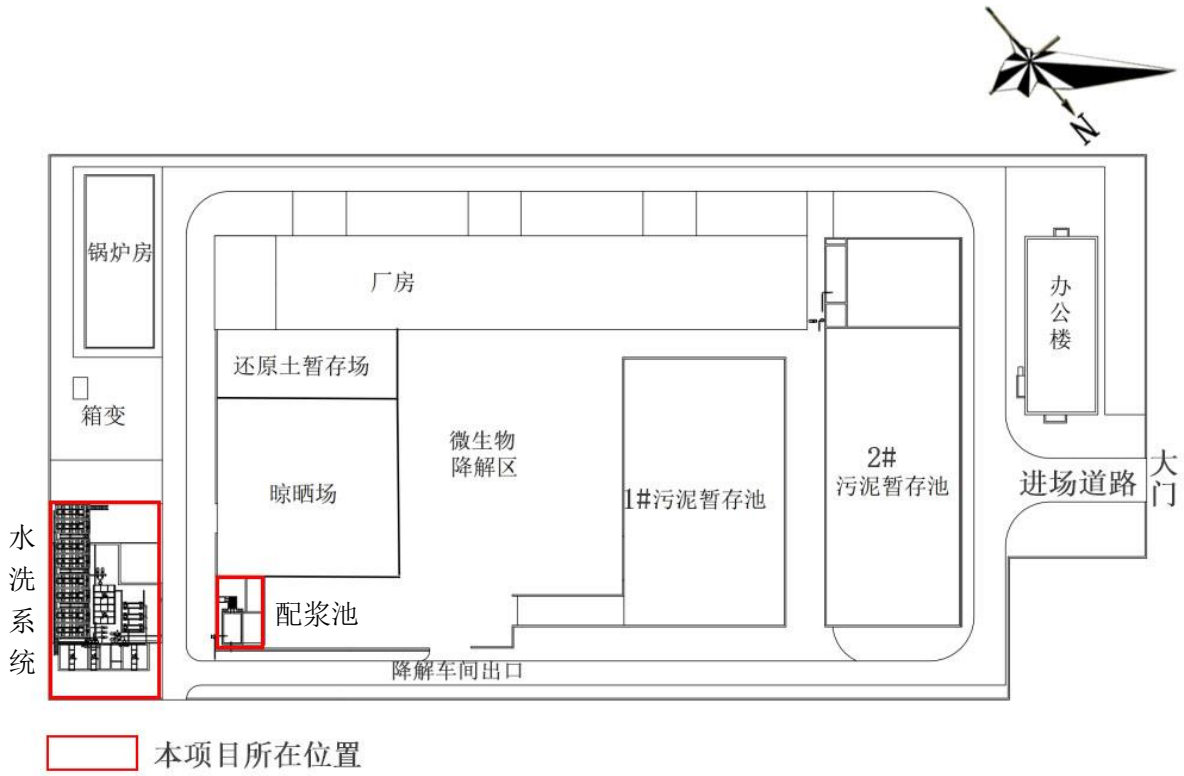 N
锅炉房
厂房
办
公
楼
还原土暂存场
箱变
微生物
降解区
2#
污泥暂存池
大
门
进场道路
晾晒场
1#污泥暂存池
水
洗
系
统
配浆池
降解车间出口
本项目所在位置